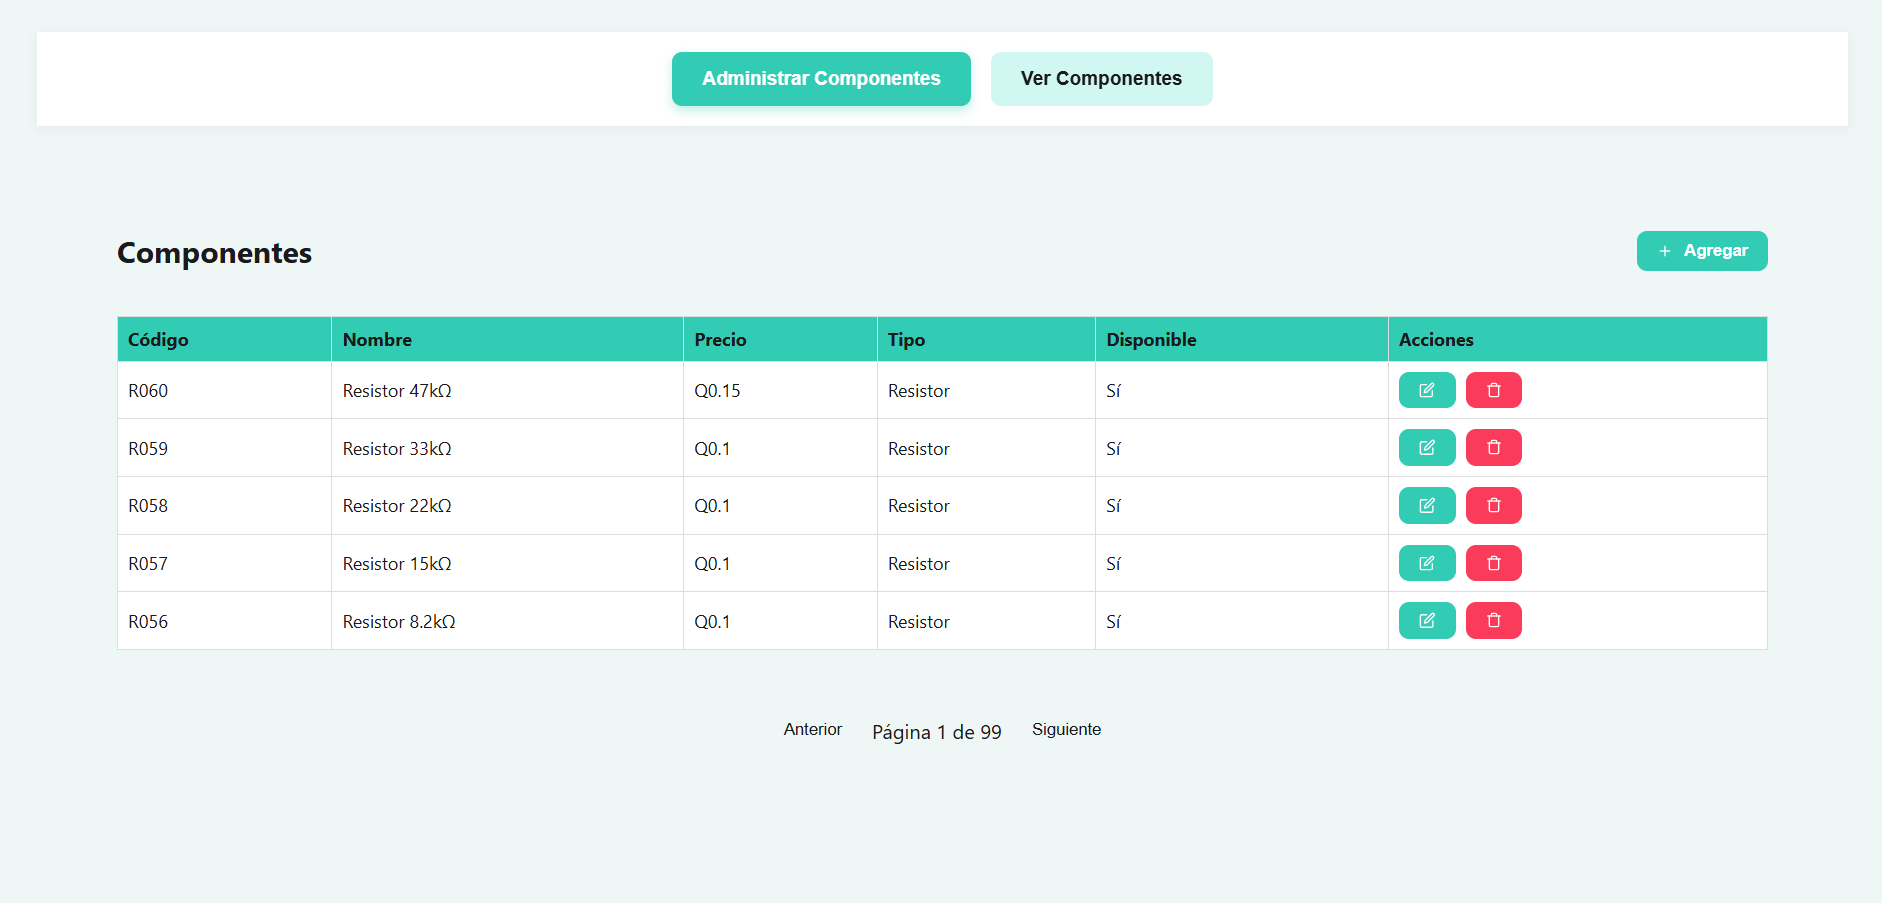 Administrar Componentes Ver Componentes
Componentes
+ Agregar
Código Nombre Precio Tipo Disponible Acciones
R060 Resistor 47kΩ Q0.15 Resistor Sí
R059 Resistor 33kΩ Q0.1 Resistor Sí
R058 Resistor 22kΩ Q0.1 Resistor Sí
R057 Resistor 15kΩ Q0.1 Resistor Sí
R056 Resistor 8.2kΩ Q0.1 Resistor Sí
Anterior Página 1 de 99 Siguiente